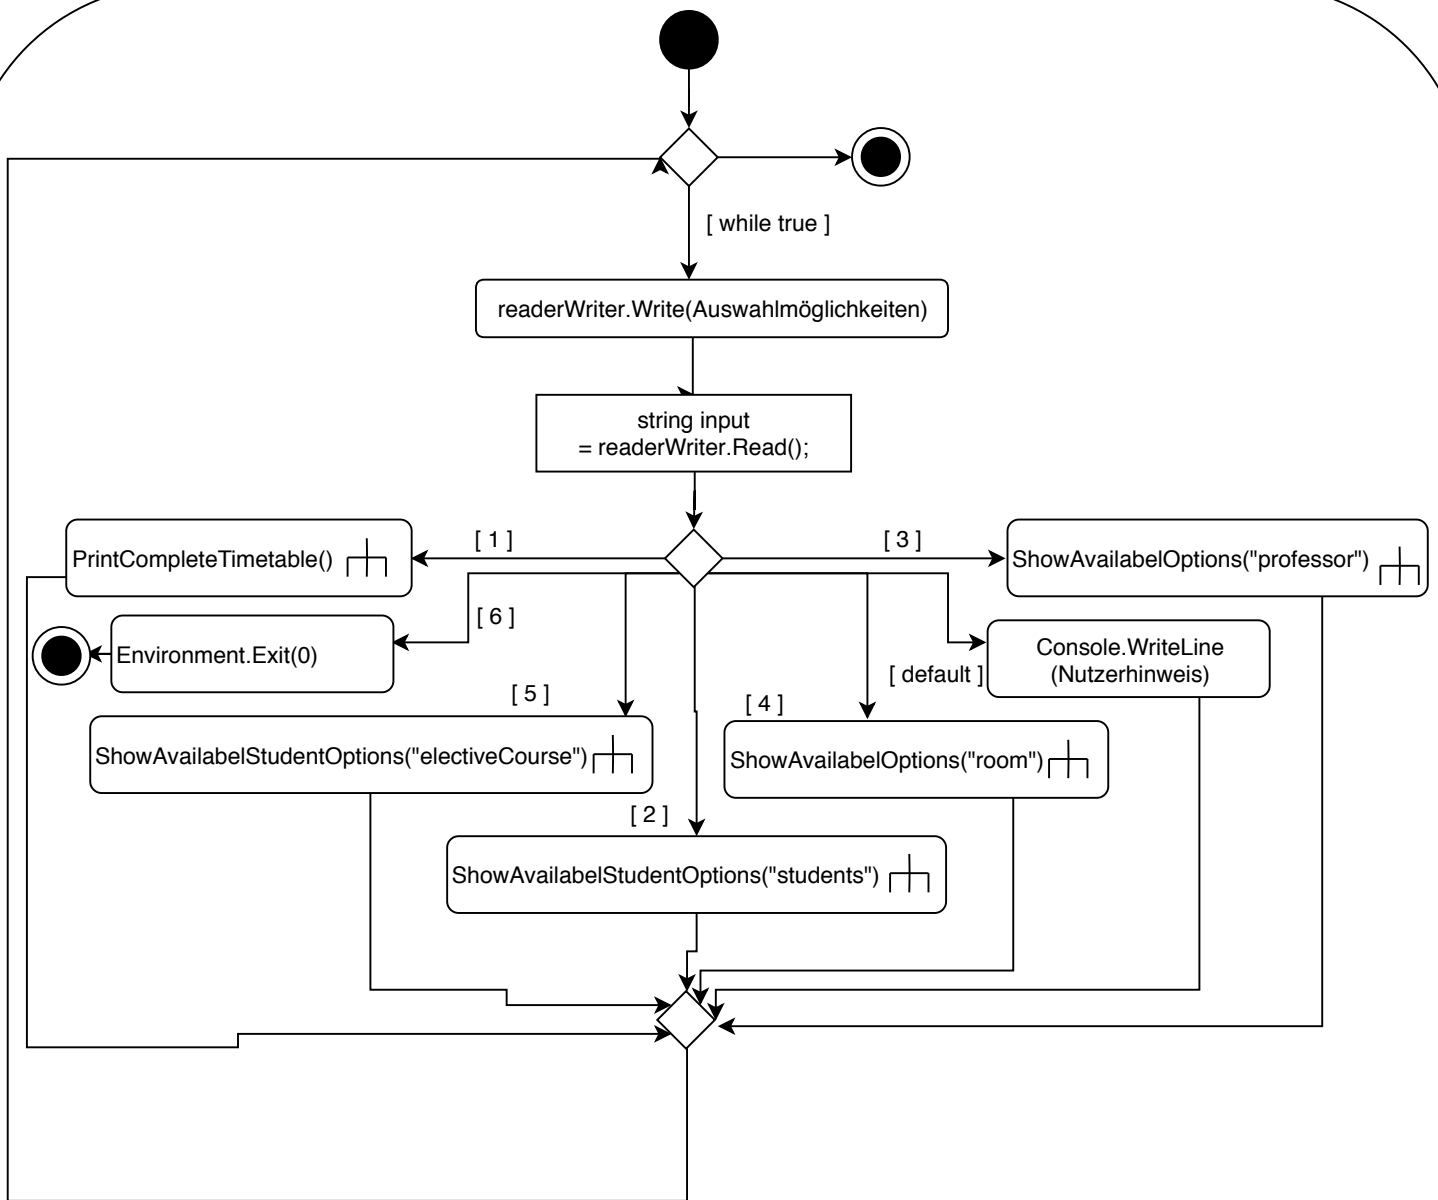 [ while true ]
readerWriter.Write(Auswahlmöglichkeiten)
string input
= readerWriter.Read();
[ 1 ]
[ 3 ]
PrintCompleteTimetable()
ShowAvailabelOptions("professor")
[ 6 ]
Environment.Exit(0)
Console.WriteLine
(Nutzerhinweis)
[ default ]
[ 5 ]
[ 4 ]
ShowAvailabelStudentOptions("electiveCourse")
ShowAvailabelOptions("room")
[ 2 ]
ShowAvailabelStudentOptions("students")